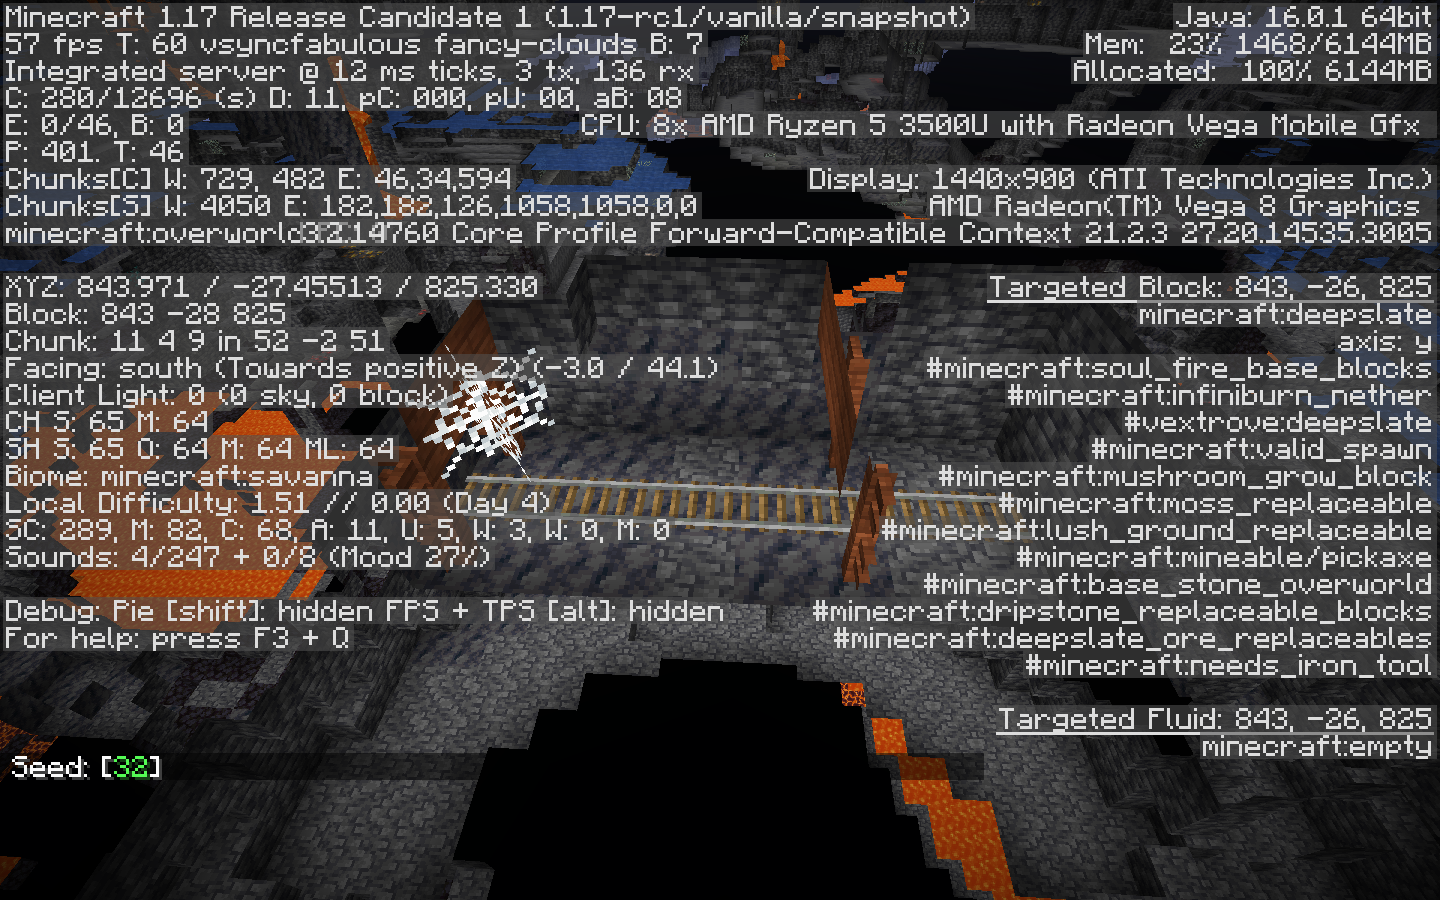 Minecraft 1.17 Release Candidate 1 (1.17-rc1/vanilla/snapshot)
57 fps T: 60 vsyncfabulous fancy-clouds B: 7
Integrated server @ 12 ms ticks, 3 tx, 136 rx
C: 280/12696 (s) D: 11, pC: 000, pU: 00, aB: 08
E: 0/46, B: 0
P: 401. T: 46
Chunks[C] W: 729, 482 E: 46,34,594
Chunks[S] W: 4050 E: 182,182,126,1058,1058,0,0
minecraft:overworld
XYZ: 843.971 / -27.45513 / 825.330
Block: 843 -28 825
Chunk: 11 4 9 in 52 -2 51
Facing: south (Towards positive Z) (-3.0 / 44.1)
Client Light: 0 (0 sky, 0 block)
CH S: 65 M: 64
SH S: 65 O: 64 M: 64 ML: 64
Biome: minecraft:savanna
Local Difficulty: 1.51 // 0.00 (Day 4)
SC: 289, M: 82, C: 68, A: 11, U: 5, W: 3, W: 0, M: 0
Sounds: 4/247 + 0/8 (Mood 27%)
Debug: Pie [shift]: hidden FPS + TPS [alt]: hidden
For help: press F3 + Q
Seed: [32]
Java: 16.0.1 64bit
Mem: 23% 1468/6144MB
Allocated: 100% 6144MB
CPU: 8x AMD Ryzen 5 3500U with Radeon Vega Mobile Gfx
Display: 1440x900 (ATI Technologies Inc.)
AMD Radeon(TM) Vega 8 Graphics
3.2.14760 Core Profile Forward-Compatible Context 21.2.3 27.20.14535.3005
Targeted Block: 843, -26, 825
minecraft:deepslate
axis: y
#minecraft:soul_fire_base_blocks
#minecraft:infiniburn_nether
#vextrove:deepslate
#minecraft:valid_spawn
#minecraft:mushroom_grow_block
#minecraft:moss_replaceable
#minecraft:lush_ground_replaceable
#minecraft:mineable/pickaxe
#minecraft:base_stone_overworld
#minecraft:dripstone_replaceable_blocks
#minecraft:deepslate_ore_replaceables
#minecraft:needs_iron_tool
Targeted Fluid: 843, -26, 825
minecraft:empty